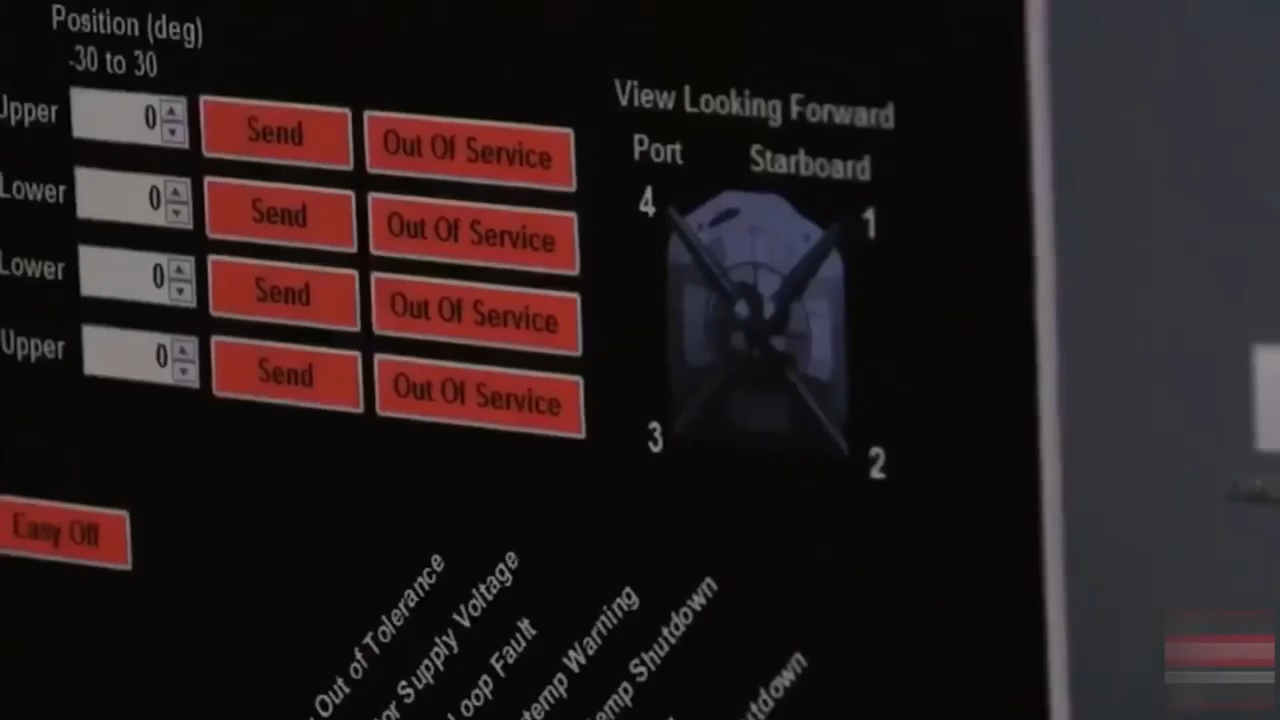 Position (deg)
-30 to 30
Upper 0 Send Out Of Service
Lower 0 Send Out Of Service
Lower 0 Send Out Of Service
Upper 0 Send Out Of Service
View Looking Forward
Port Starboard
4 1
3 2
Easy Off
Out of Tolerance
Supply Voltage
Loop Fault
Warning
Shutdown